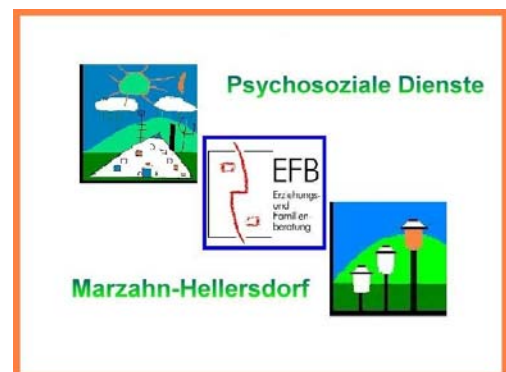 Psychosoziale Dienste
EFB
Erziehungs-
und
Familien-
beratung
Marzahn-Hellersdorf